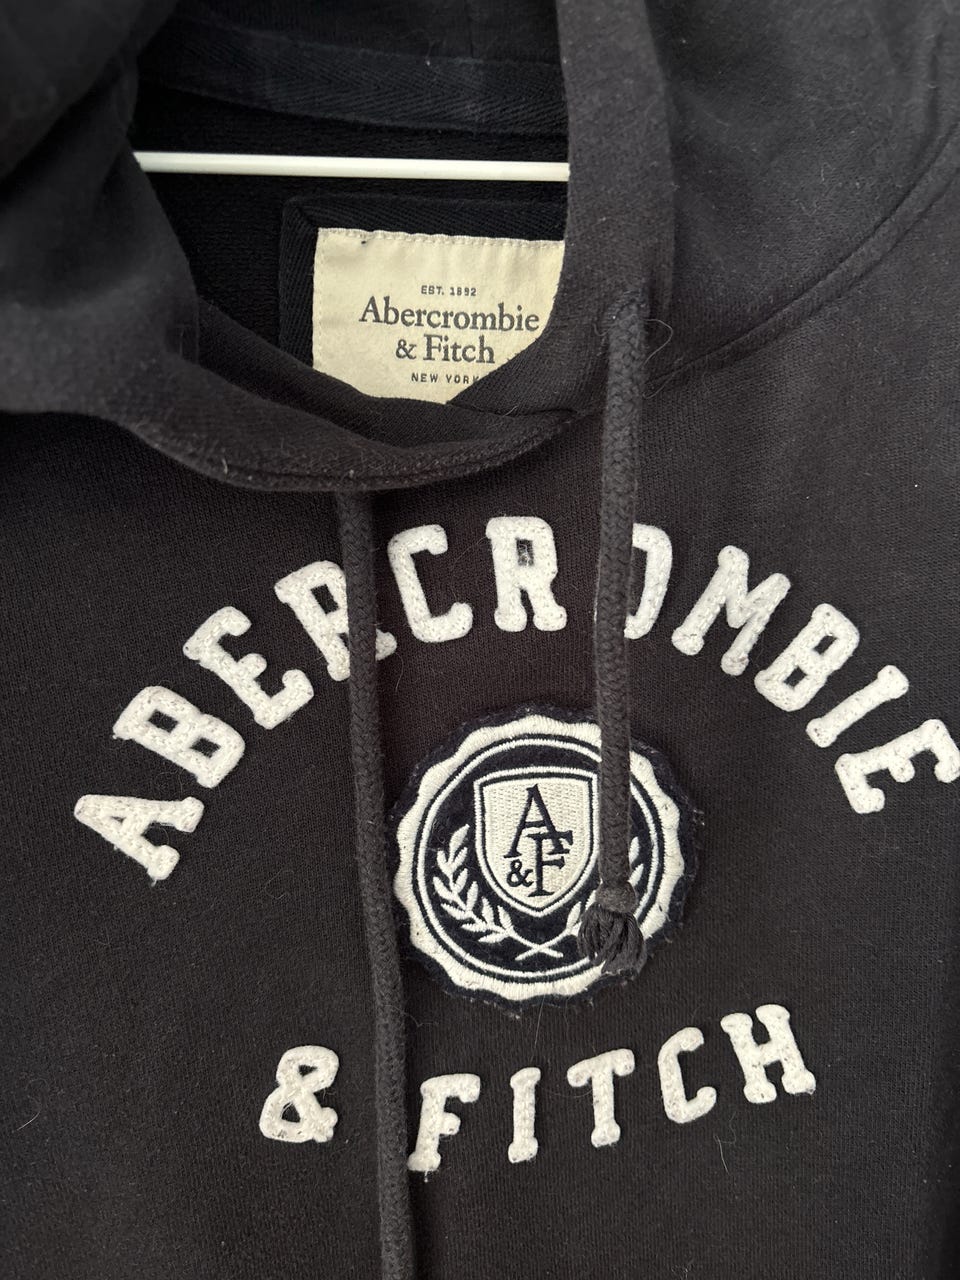 EST. 1892
Abercrombie
& Fitch
NEW YORK
ABERCROMBIE
A
&F
& FITCH